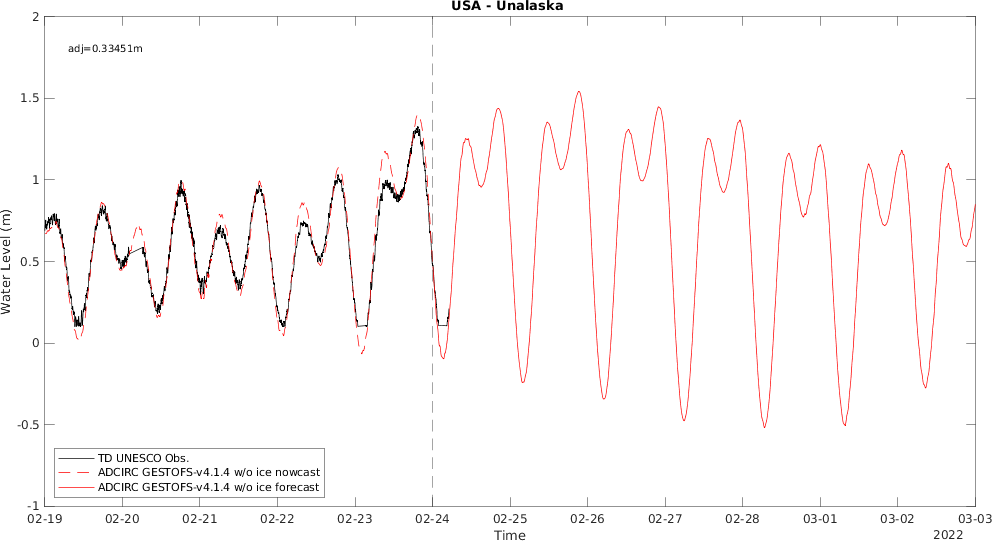 USA - Unalaska
adj=0.33451m
Water Level (m)
2
1.5
1
0.5
0
-0.5
-1
TD UNESCO Obs.
ADCIRC GESTOFS-v4.1.4 w/o ice nowcast
ADCIRC GESTOFS-v4.1.4 w/o ice forecast
02-19 02-20 02-21 02-22 02-23 02-24 02-25 02-26 02-27 02-28 03-01 03-02 03-03
Time
2022